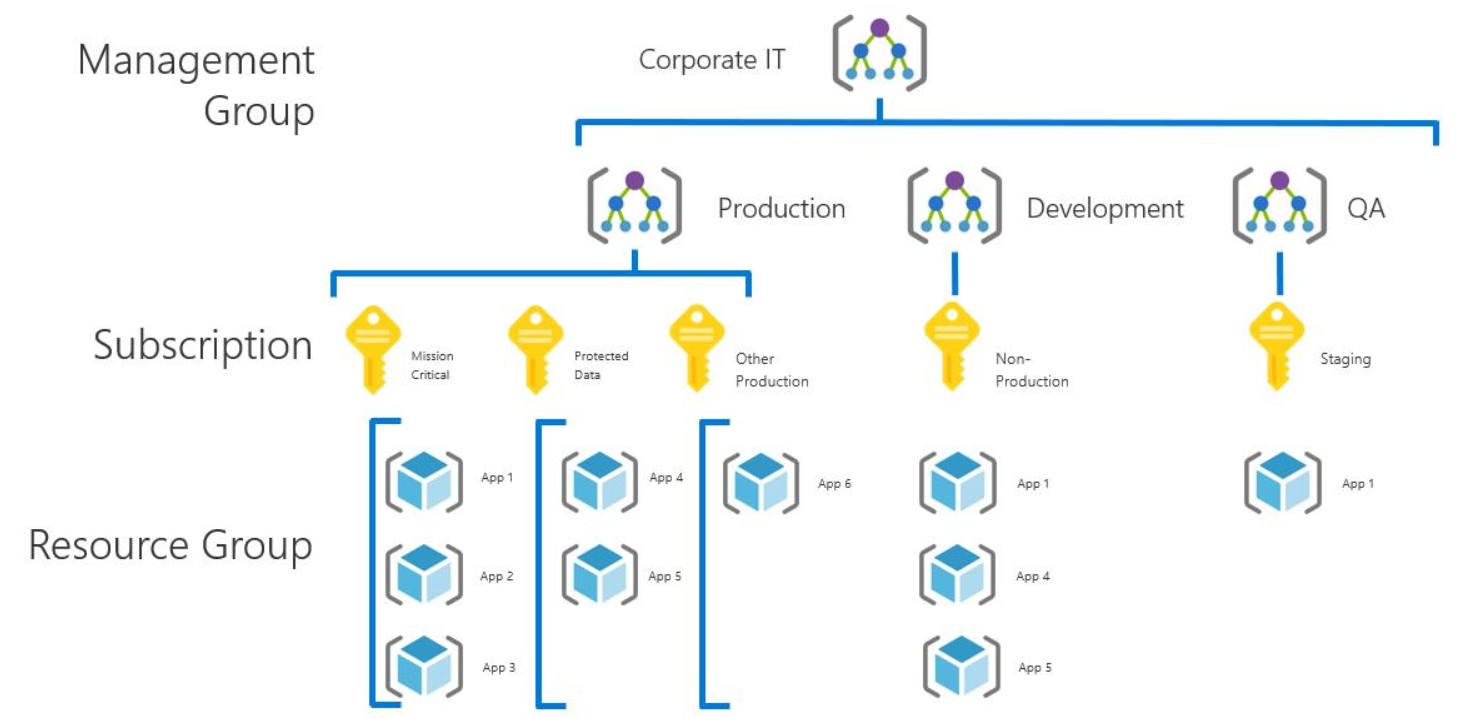 Management
Group
Corporate IT
Production
Development
QA
Subscription
Mission
Critical
Protected
Data
Other
Production
Non-
Production
Staging
Resource Group
App 1
App 4
App 6
App 1
App 1
App 2
App 5
App 4
App 3
App 5